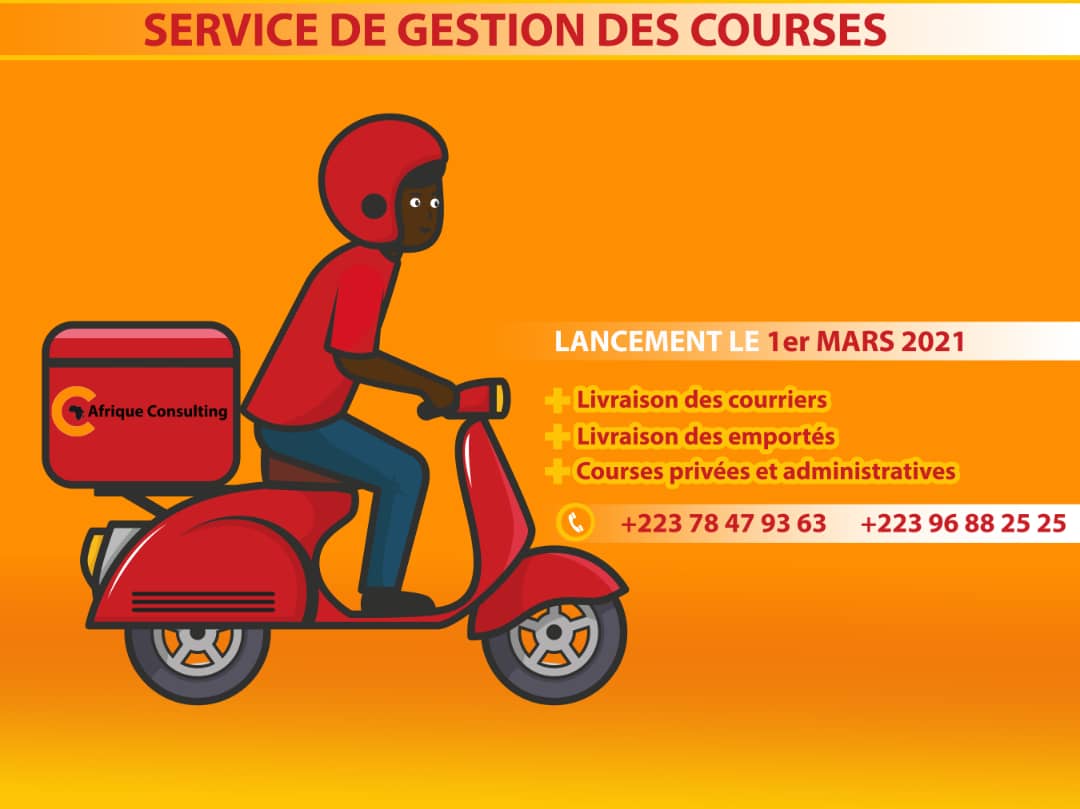 SERVICE DE GESTION DES COURSES
LANCEMENT LE 1er MARS 2021
Livraison des courriers
Livraison des emportés
Courses privées et administratives
Afrique Consulting
+223 78 47 93 63 +223 96 88 25 25